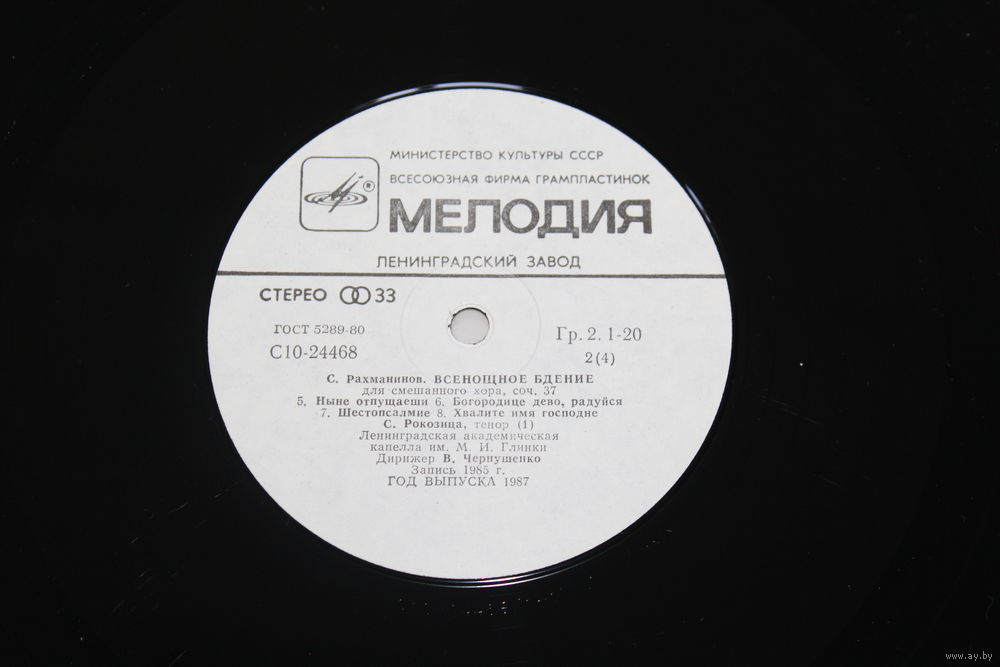 МИНИСТЕРСТВО КУЛЬТУРЫ СССР
ВСЕСОЮЗНАЯ ФИРМА ГРАМПЛАСТИНОК
®
МЕЛОДИЯ
ЛЕНИНГРАДСКИЙ ЗАВОД
СТЕРЕО 33
ГОСТ 5289-80
Гр. 2. 1-20
С10-24468
2(4)
С. Рахманинов. ВСЕНОЩНОЕ БДЕНИЕ
для смешанного хора, соч. 37
5. Ныне отпущаеши 6. Богородице дево, радуйся
7. Шестопсалмие 8. Хвалите имя господне
С. Рокозица, тенор (1)
Ленинградская академическая
капелла им. М. И. Глинки
Дирижер В. Чернушенко
Запись 1985 г.
ГОД ВЫПУСКА 1987
www.ay.by